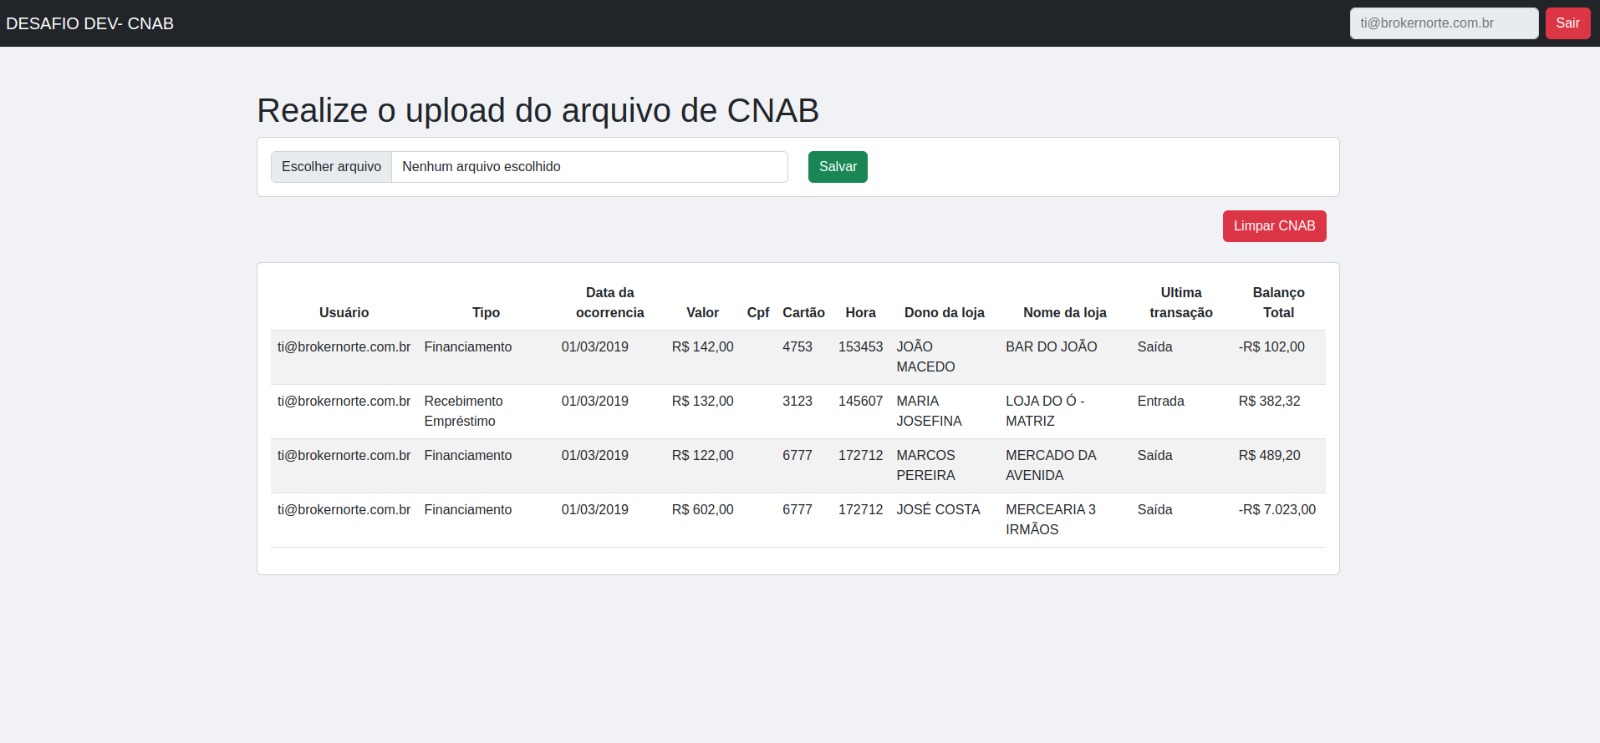 DESAFIO DEV- CNAB
ti@brokernorte.com.br
Sair
Realize o upload do arquivo de CNAB
Escolher arquivo Nenhum arquivo escolhido
Salvar
Limpar CNAB
Usuário Tipo Data da ocorrencia Valor Cpf Cartão Hora Dono da loja Nome da loja Ultima transação Balanço Total
ti@brokernorte.com.br Financiamento 01/03/2019 R$ 142,00 4753 153453 JOÃO MACEDO BAR DO JOÃO Saída -R$ 102,00
ti@brokernorte.com.br Recebimento Empréstimo 01/03/2019 R$ 132,00 3123 145607 MARIA JOSEFINA LOJA DO Ó - MATRIZ Entrada R$ 382,32
ti@brokernorte.com.br Financiamento 01/03/2019 R$ 122,00 6777 172712 MARCOS PEREIRA MERCADO DA AVENIDA Saída R$ 489,20
ti@brokernorte.com.br Financiamento 01/03/2019 R$ 602,00 6777 172712 JOSÉ COSTA MERCEARIA 3 IRMÃOS Saída -R$ 7.023,00